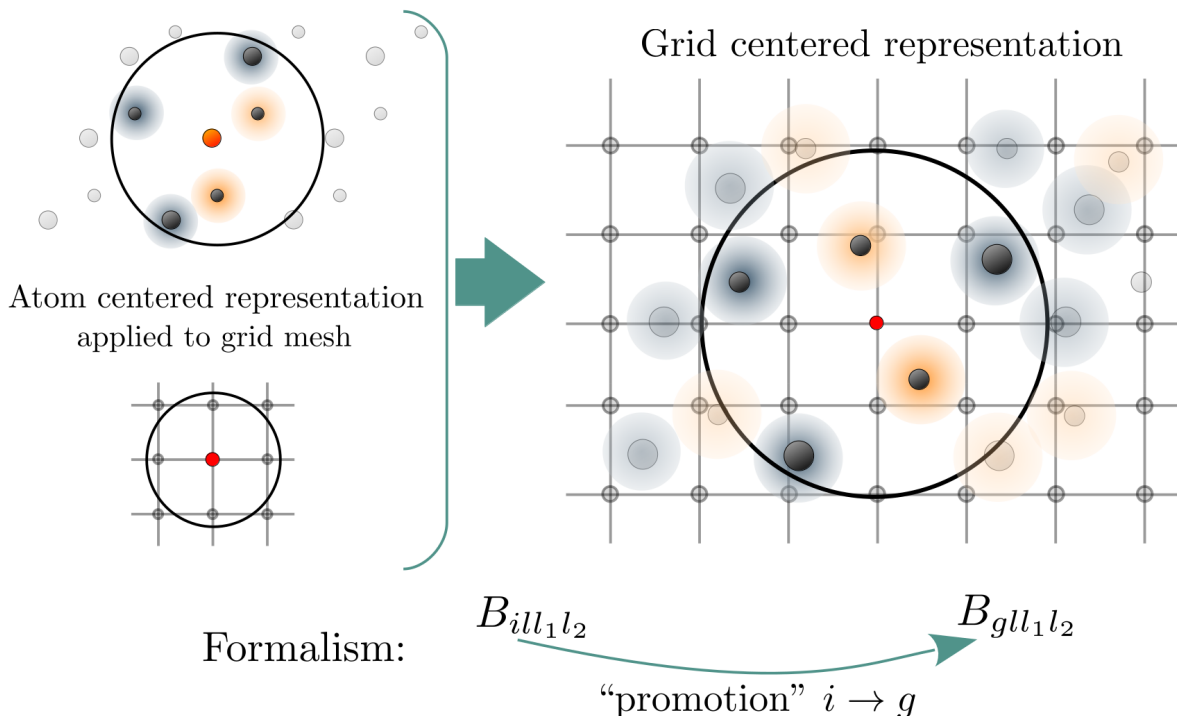 Grid centered representation
Atom centered representation
applied to grid mesh
Formalism:
B_{ill_1l_2}
B_{gll_1l_2}
“promotion” i → g